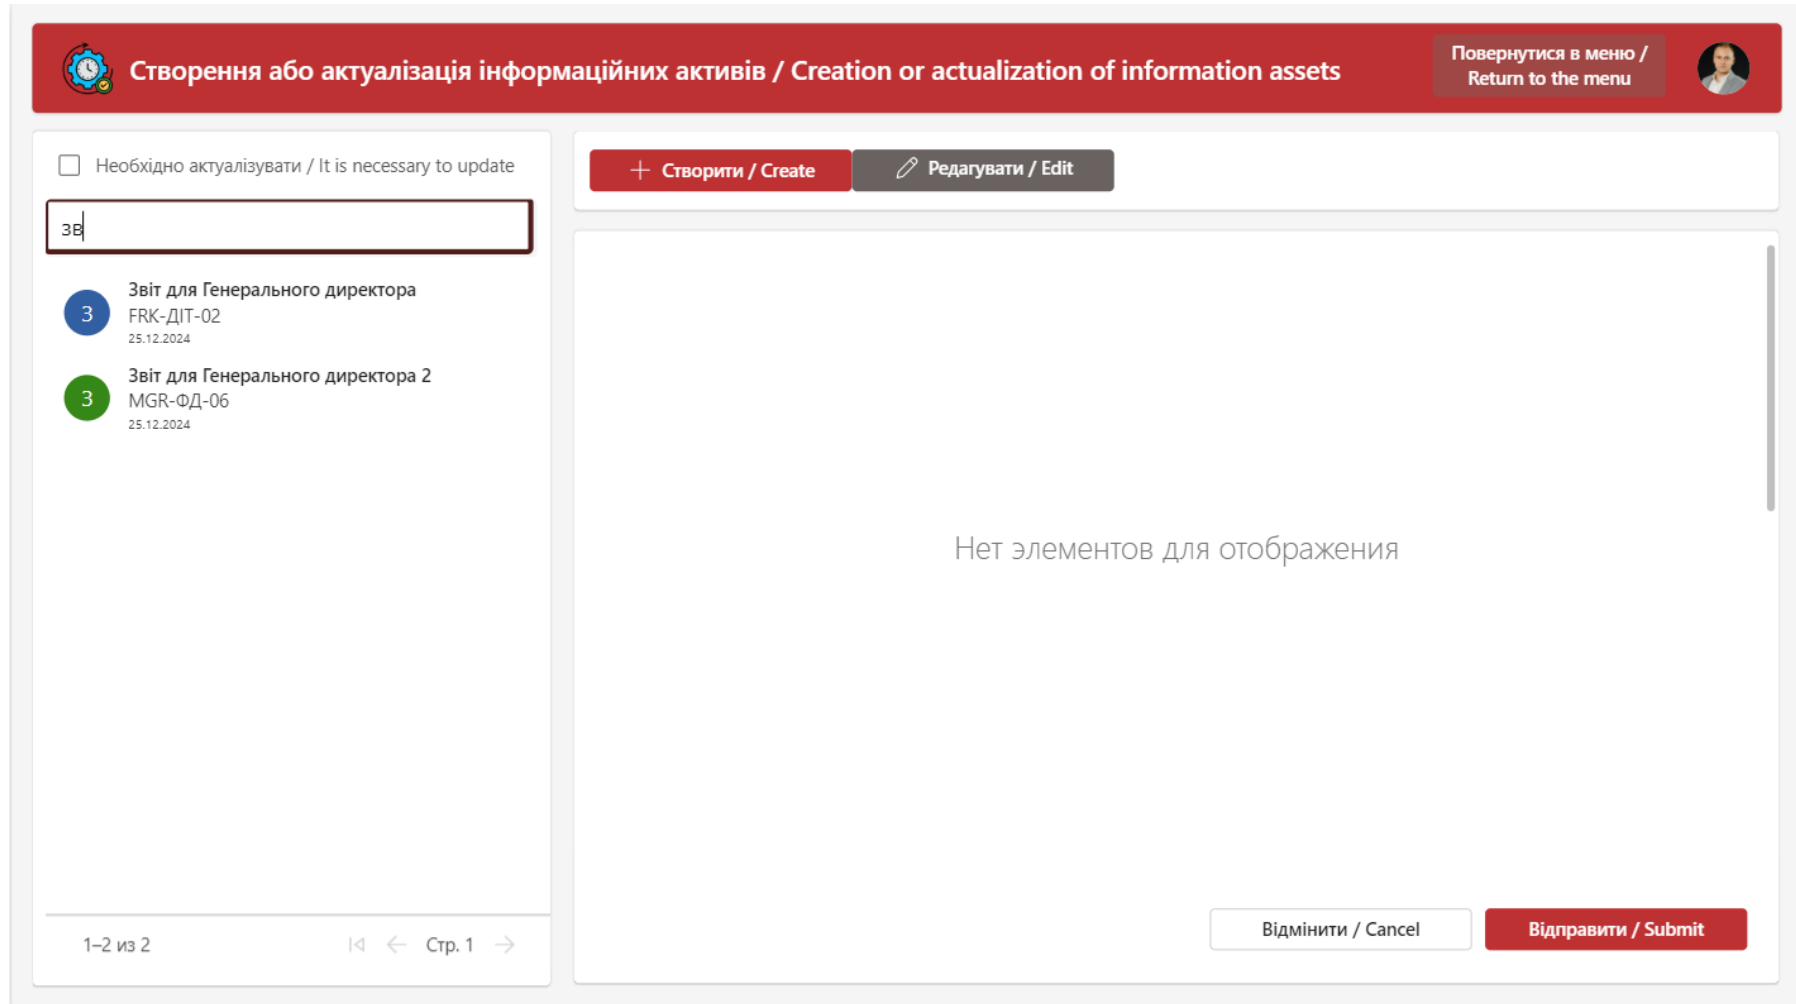 Створення або актуалізація інформаційних активів / Creation or actualization of information assets
Повернутися в меню /
Return to the menu
Необхідно актуалізувати / It is necessary to update
зв
З
Звіт для Генерального директора
FRK-ДІТ-02
25.12.2024
З
Звіт для Генерального директора 2
MGR-ФД-06
25.12.2024
1–2 из 2
Стр. 1
Створити / Create
Редагувати / Edit
Нет элементов для отображения
Відмінити / Cancel
Відправити / Submit